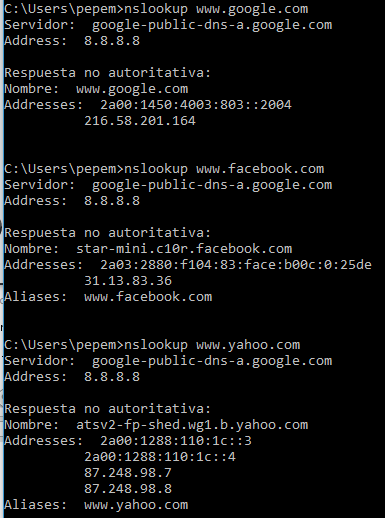 C:\Users\pepem>nslookup www.google.com
Servidor:  google-public-dns-a.google.com
Address:  8.8.8.8
Respuesta no autoritativa:
Nombre:  www.google.com
Addresses:  2a00:1450:4003:803::2004
216.58.201.164
C:\Users\pepem>nslookup www.facebook.com
Servidor:  google-public-dns-a.google.com
Address:  8.8.8.8
Respuesta no autoritativa:
Nombre:  star-mini.c10r.facebook.com
Addresses:  2a03:2880:f104:83:face:b00c:0:25de
31.13.83.36
Aliases:  www.facebook.com
C:\Users\pepem>nslookup www.yahoo.com
Servidor:  google-public-dns-a.google.com
Address:  8.8.8.8
Respuesta no autoritativa:
Nombre:  atsv2-fp-shed.wg1.b.yahoo.com
Addresses:  2a00:1288:110:1c::3
2a00:1288:110:1c::4
87.248.98.7
87.248.98.8
Aliases:  www.yahoo.com